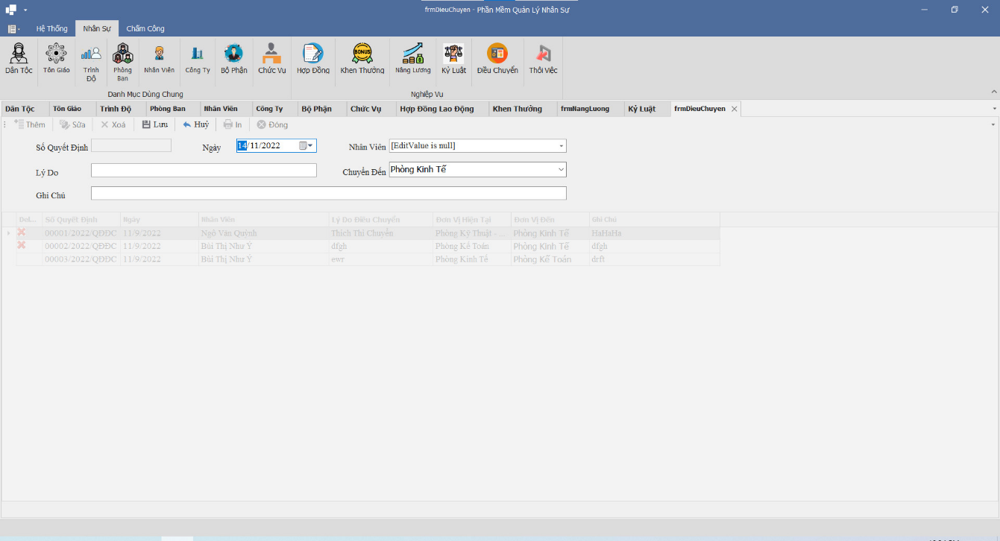 frmDieuChuyen - Phần Mềm Quản Lý Nhân Sự
Hệ Thống Nhân Sự Chấm Công
Dân Tộc Tôn Giáo Trình Độ Phòng Ban Nhân Viên Công Ty Bộ Phận Chức Vụ Hợp Đồng BONUS Khen Thưởng Nâng Lương Kỷ Luật Điều Chuyển Thôi Việc
Danh Mục Dùng Chung Nghiệp Vụ
Dân Tộc Tôn Giáo Trình Độ Phòng Ban Nhân Viên Công Ty Bộ Phận Chức Vụ Hợp Đồng Lao Động Khen Thưởng frmNangLuong Kỷ Luật frmDieuChuyen
Thêm Sửa Xoá Lưu Huỷ In Đóng
Số Quyết Định Ngày 14/11/2022 Nhân Viên [EditValue is null]
Lý Do Chuyển Đến Phòng Kinh Tế
Ghi Chú
Del... Số Quyết Định Ngày Nhân Viên Lý Do Điều Chuyển Đơn Vị Hiện Tại Đơn Vị Đến Ghi Chú
00001/2022/QĐĐC 11/9/2022 Ngô Văn Quỳnh Thích Thì Chuyển Phòng Kỹ Thuật - ... Phòng Kinh Tế HaHaHa
00002/2022/QĐĐC 11/9/2022 Bùi Thị Như Ý dfgh Phòng Kế Toán Phòng Kinh Tế dfgh
00003/2022/QĐĐC 11/9/2022 Bùi Thị Như Ý ewr Phòng Kinh Tế Phòng Kế Toán drft